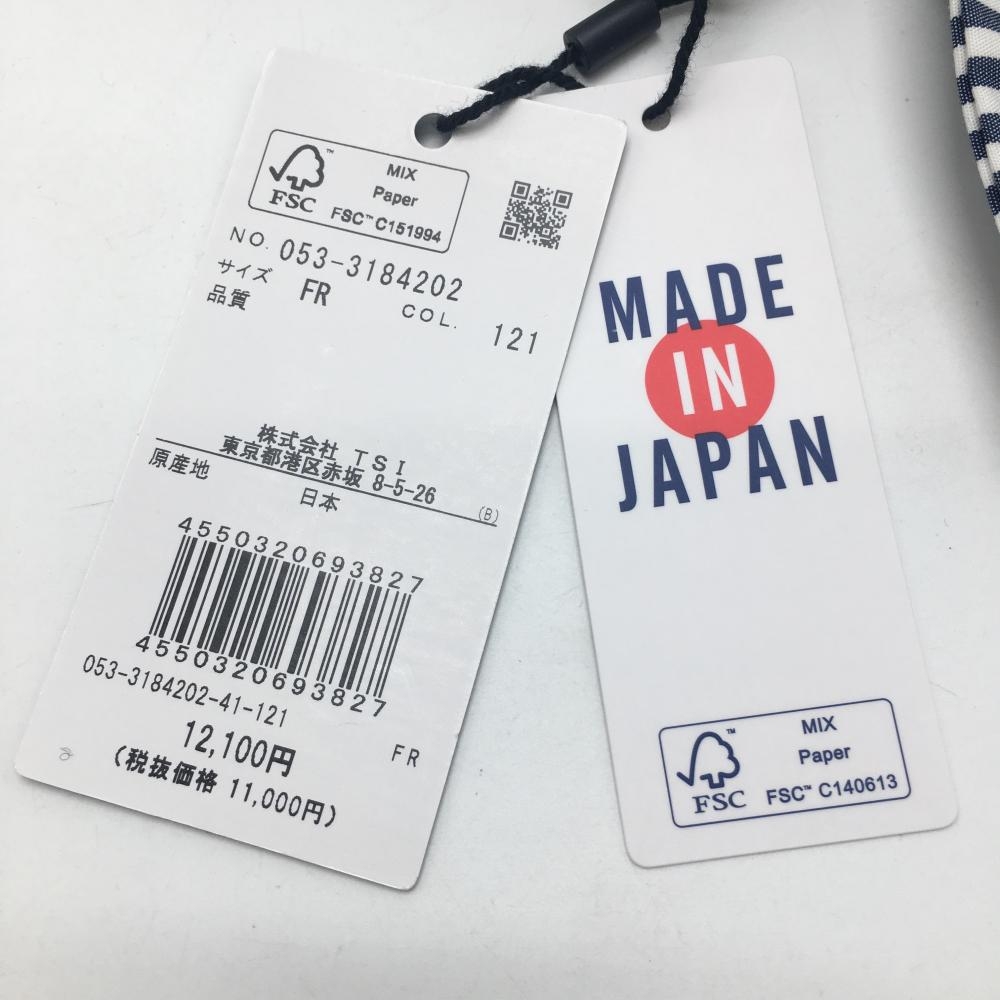 FSC™
MIX
Paper
FSC™ C151994
NO. 053-3184202
サイズ FR
品質
COL. 121
株式会社 TSI
東京都港区赤坂 8-5-26
(B)
原産地
日本
4550320693827
4550320693827
053-3184202-41-121
12,100円
FR
(税抜価格 11,000円)
MADE
IN
JAPAN
FSC™
MIX
Paper
FSC™ C140613